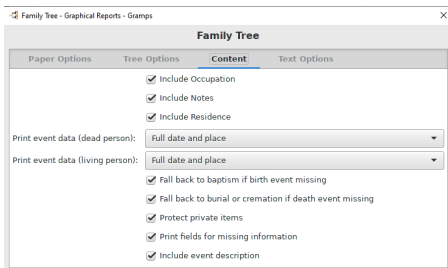 Family Tree - Graphical Reports - Gramps
Family Tree
Paper Options Tree Options Content Text Options
Include Occupation
Include Notes
Include Residence
Print event data (dead person): Full date and place
Print event data (living person): Full date and place
Fall back to baptism if birth event missing
Fall back to burial or cremation if death event missing
Protect private items
Print fields for missing information
Include event description